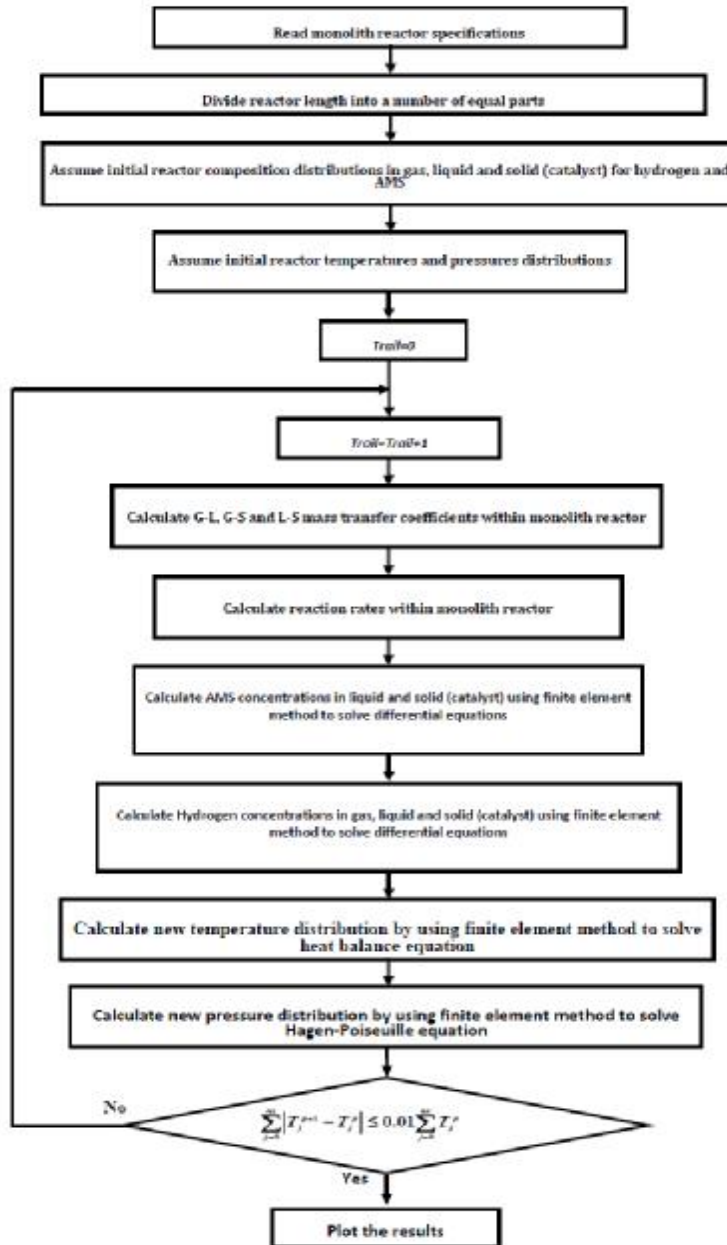 Read monolith reactor specifications
Divide reactor length into a number of equal parts
Assume initial reactor composition distributions in gas, liquid and solid (catalyst) for hydrogen and
AMS
Assume initial reactor temperatures and pressures distributions
Trail=0
Trail=Trail+1
Calculate G-L, G-S and L-S mass transfer coefficients within monolith reactor
Calculate reaction rates within monolith reactor
Calculate AMS concentrations in liquid and solid (catalyst) using finite element
method to solve differential equations
Calculate Hydrogen concentrations in gas, liquid and solid (catalyst) using finite element
method to solve differential equations
Calculate new temperature distribution by using finite element method to solve
heat balance equation
Calculate new pressure distribution by using finite element method to solve
Hagen-Poiseuille equation
No
Yes
Plot the results